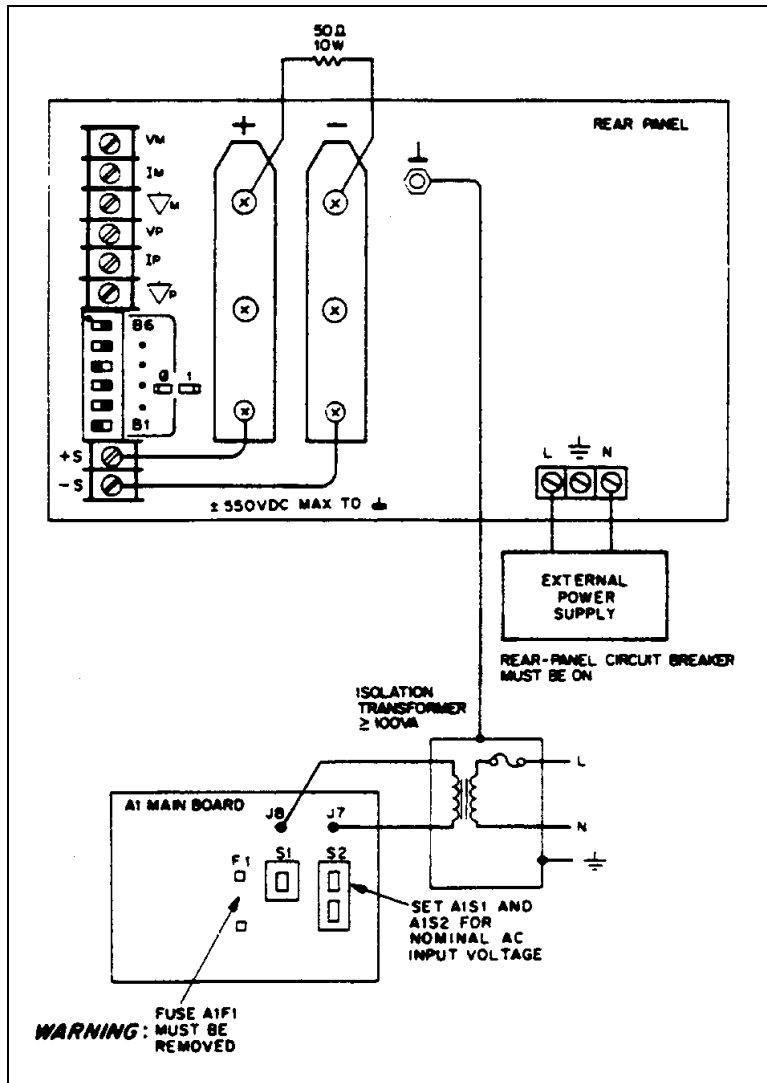 50Ω
10W
+
−
REAR PANEL
VM
IM
▽M
VP
IP
▽P
B6
0 1
B1
+S
-S
± 550VDC MAX TO ⏚
L ⏚ N
EXTERNAL
POWER
SUPPLY
REAR-PANEL CIRCUIT BREAKER
MUST BE ON
ISOLATION
TRANSFORMER
≥ 100VA
L
N
A1 MAIN BOARD
J8
J7
F1
S1
S2
SET A1S1 AND
A1S2 FOR
NOMINAL AC
INPUT VOLTAGE
WARNING:
FUSE A1F1
MUST BE
REMOVED